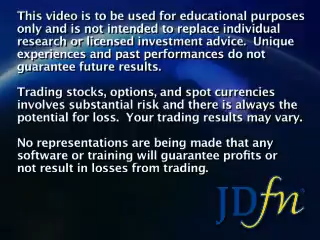 This video is to be used for educational purposes
only and is not intended to replace individual
research or licensed investment advice.  Unique
experiences and past performances do not
guarantee future results.

Trading stocks, options, and spot currencies
involves substantial risk and there is always the
potential for loss.  Your trading results may vary.

No representations are being made that any
software or training will guarantee profits or
not result in losses from trading.

JDfn